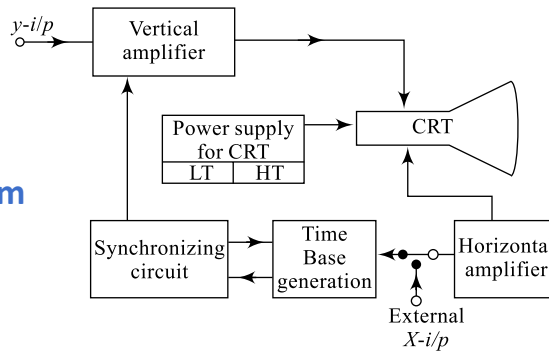 y-i/p
Vertical
amplifier
Power supply
for CRT
LT HT
CRT
m
Synchronizing
circuit
Time
Base
generation
Horizonta
amplifier
External
X-i/p